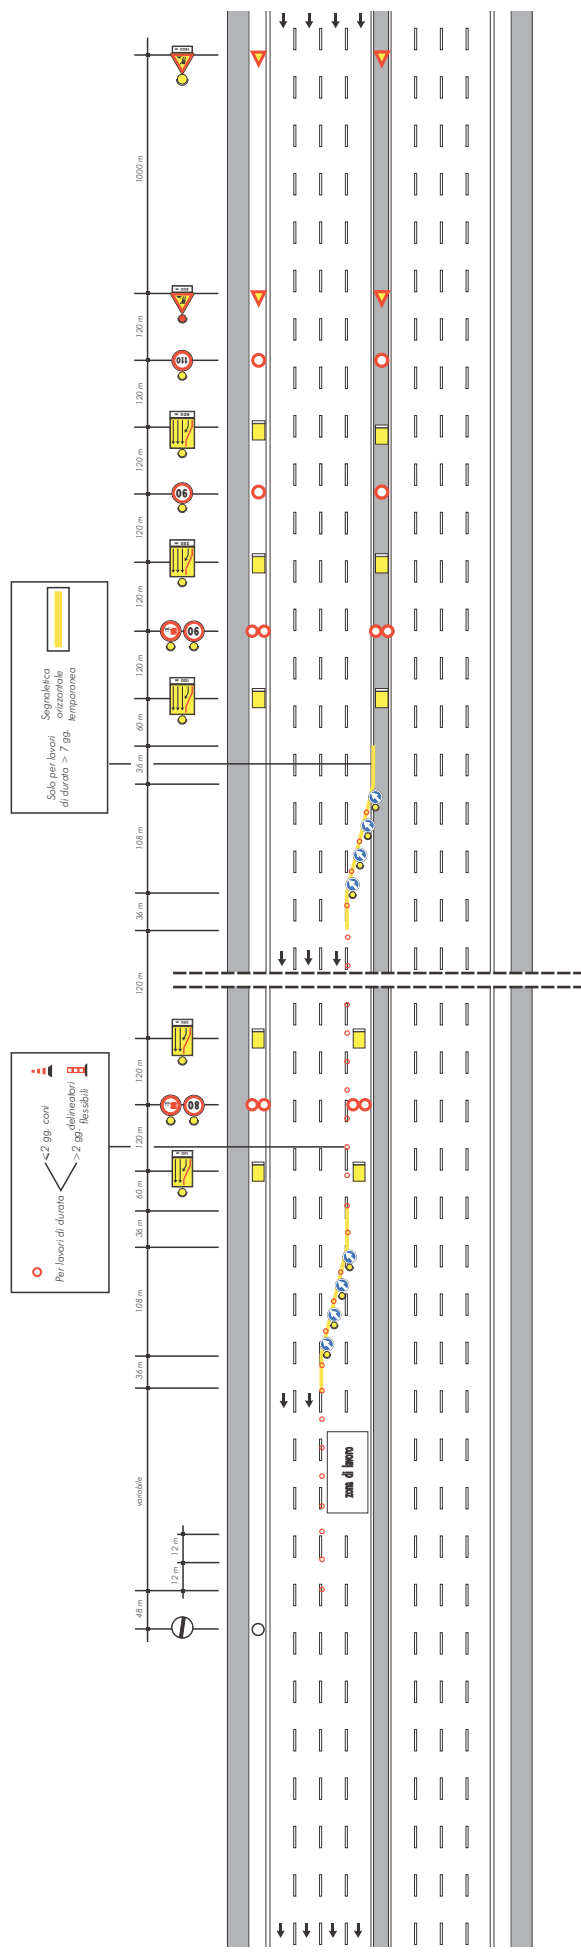 1000 m
120 m
110
120 m
120 m
90
120 m
120 m
90
120 m
60 m
36 m
108 m
36 m
120 m
120 m
80
120 m
60 m
36 m
108 m
36 m
variabile
12 m
12 m
48 m
Segnaletica
orizzontale
temporanea
Solo per lavori
di durata > 7 gg.
<2 gg. coni
>2 gg. delineatori
flessibili
Per lavori di durata
zona di lavoro